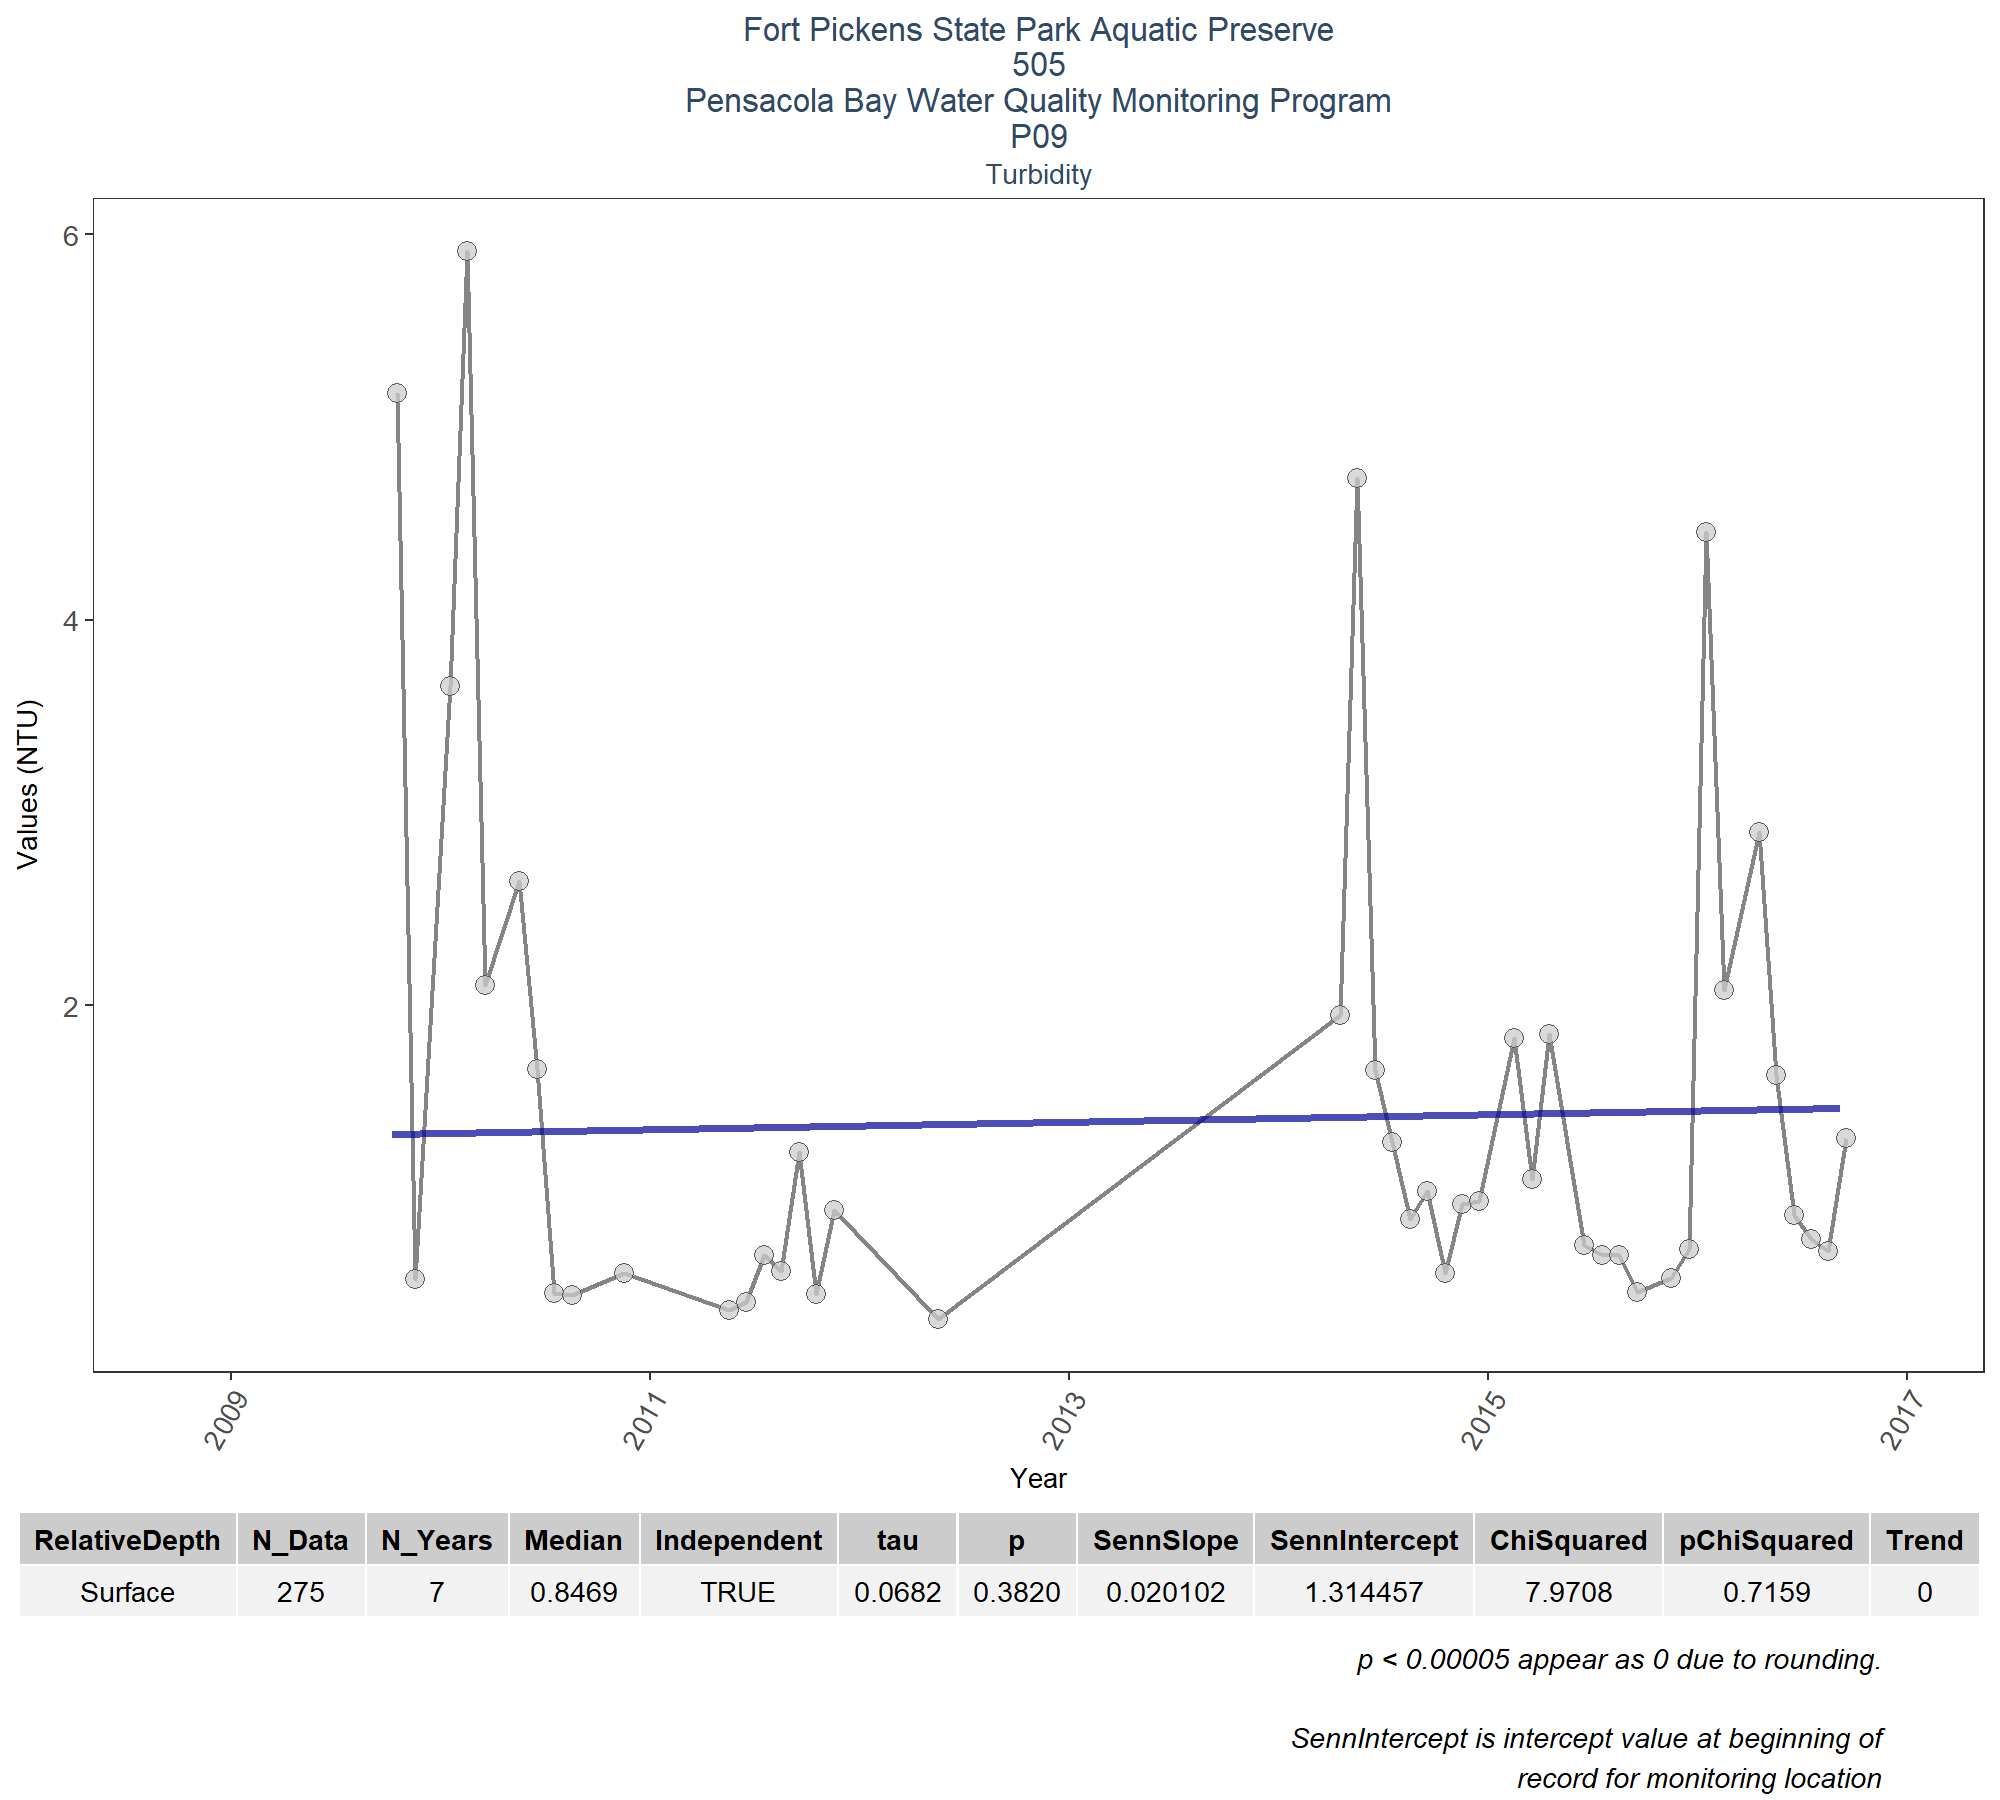 Fort Pickens State Park Aquatic Preserve
505
Pensacola Bay Water Quality Monitoring Program
P09
Turbidity
6
4
2
Values (NTU)
2009 2011 2013 2015 2017
Year
RelativeDepth N_Data N_Years Median Independent tau p SennSlope SennIntercept ChiSquared pChiSquared Trend
Surface 275 7 0.8469 TRUE 0.0682 0.3820 0.020102 1.314457 7.9708 0.7159 0
p < 0.00005 appear as 0 due to rounding.
SennIntercept is intercept value at beginning of
record for monitoring location